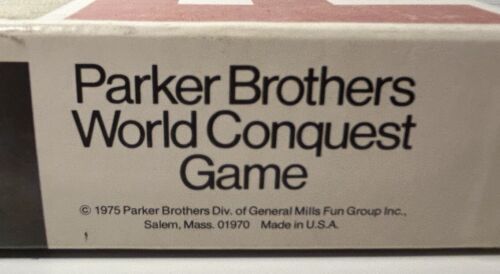 Parker Brothers
World Conquest
Game
© 1975 Parker Brothers Div. of General Mills Fun Group Inc.,
Salem, Mass. 01970 Made in U.S.A.